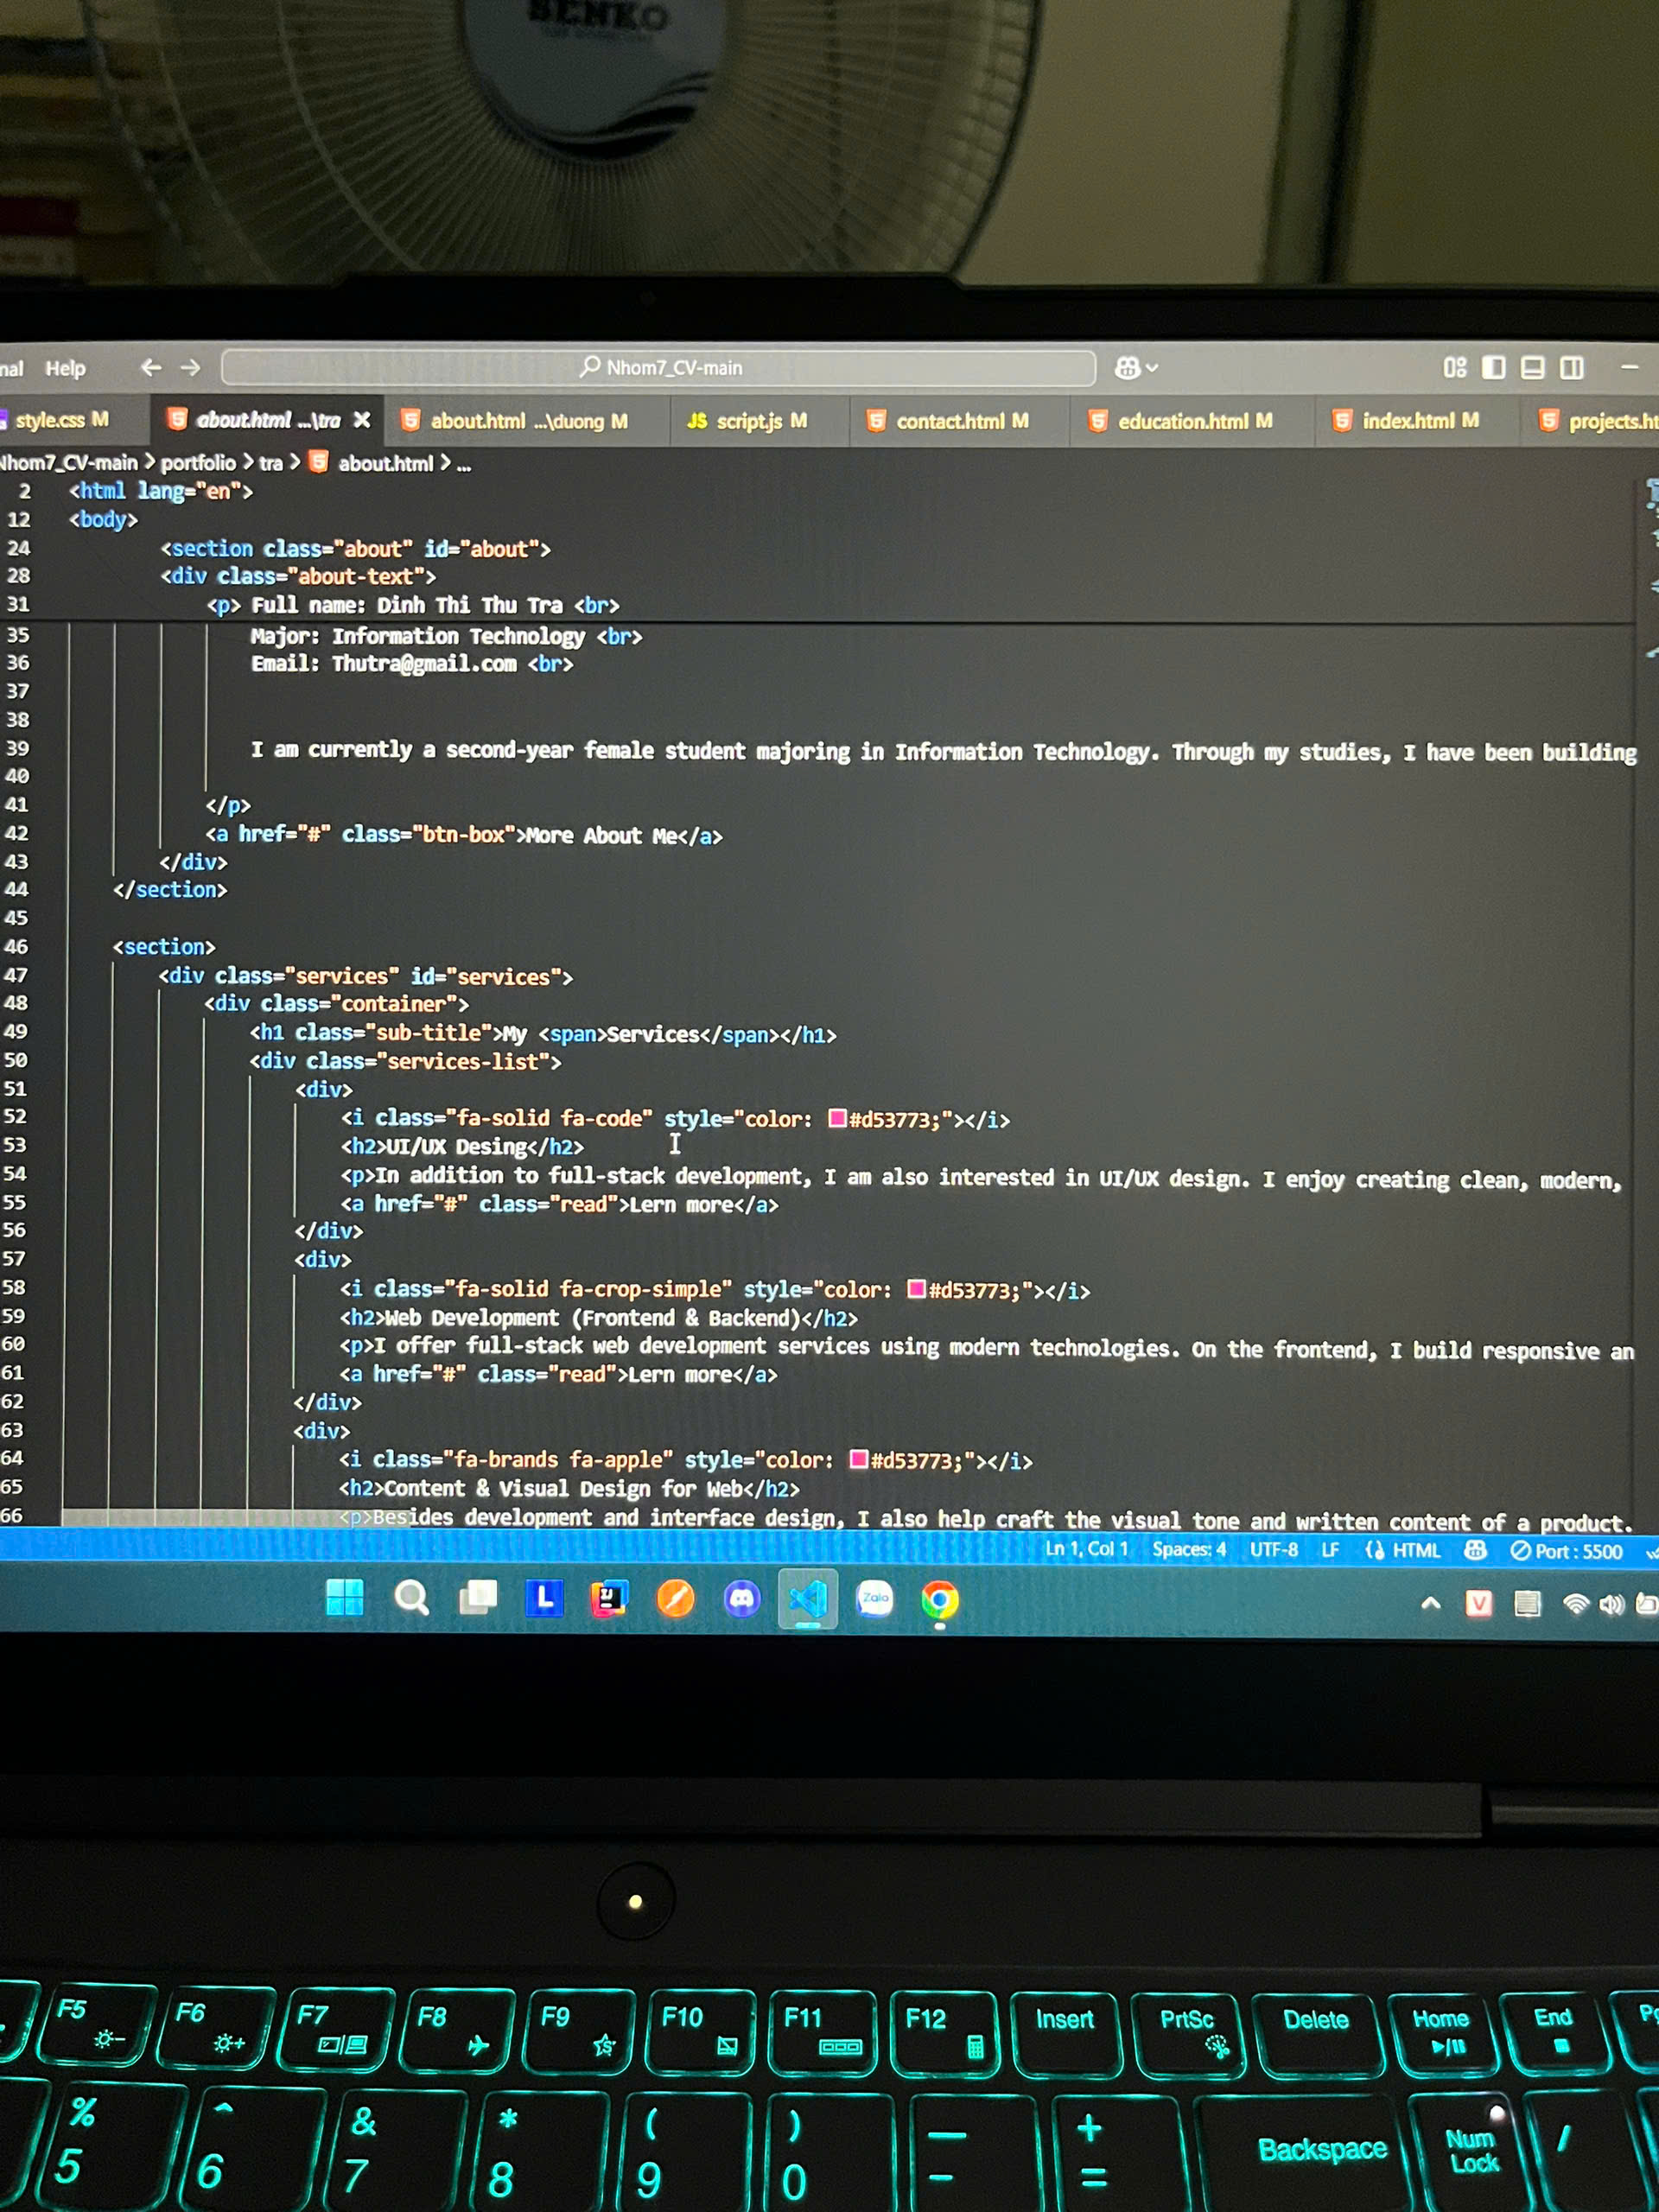 SENKO
Help
Nhom7_CV-main
style.css M
about.html ...\tra
about.html ...\duong M
JS script.js M
contact.html M
education.html M
index.html M
Nhom7_CV-main > portfolio > tra > about.html > ...
2 <html lang="en">
12 <body>
24 <section class="about" id="about">
28 <div class="about-text">
31 <p> Full name: Dinh Thi Thu Tra <br>
35 Major: Information Technology <br>
36 Email: Thutra@gmail.com <br>
37
38
39 I am currently a second-year female student majoring in Information Technology. Through my studies, I have been building
40
41 </p>
42 <a href="#" class="btn-box">More About Me</a>
43 </div>
44 </section>
45
46 <section>
47 <div class="services" id="services">
48 <div class="container">
49 <h1 class="sub-title">My <span>Services</span></h1>
50 <div class="services-list">
51 <div>
52 <i class="fa-solid fa-code" style="color: #d53773;"></i>
53 <h2>UI/UX Desing</h2>
54 <p>In addition to full-stack development, I am also interested in UI/UX design. I enjoy creating clean, modern,
55 <a href="#" class="read">Lern more</a>
56 </div>
57 <div>
58 <i class="fa-solid fa-crop-simple" style="color: #d53773;"></i>
59 <h2>Web Development (Frontend & Backend)</h2>
60 <p>I offer full-stack web development services using modern technologies. On the frontend, I build responsive an
61 <a href="#" class="read">Lern more</a>
62 </div>
63 <div>
64 <i class="fa-brands fa-apple" style="color: #d53773;"></i>
65 <h2>Content & Visual Design for Web</h2>
66 <p>Besides development and interface design, I also help craft the visual tone and written content of a product.
Ln 1, Col 1 Spaces: 4 UTF-8 LF HTML Port : 5500
L
Zalo
V
F5 F6 F7 F8 F9 F10 F11 F12 Insert PrtSc Delete Home End
% ^ & * ( ) — +
5 6 7 8 9 0 - = Backspace Num Lock /